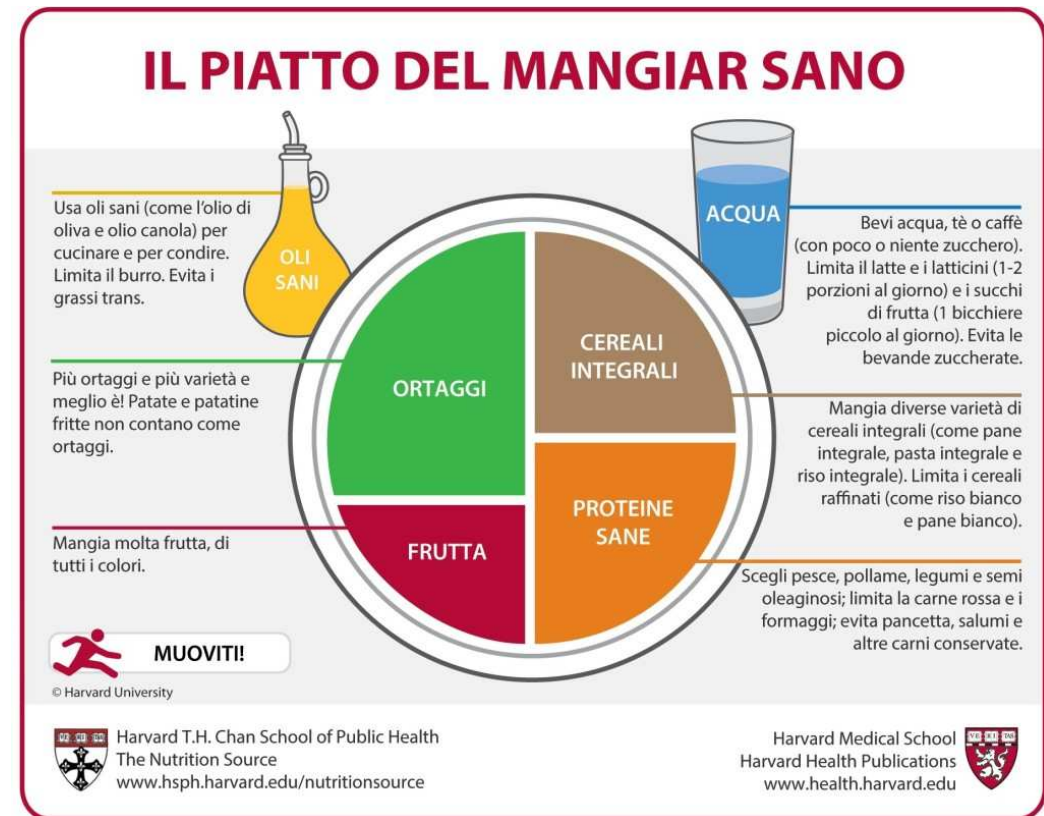 IL PIATTO DEL MANGIAR SANO
Usa oli sani (come l'olio di
oliva e olio canola) per
cucinare e per condire.
Limita il burro. Evita i
grassi trans.
OLI
SANI
Più ortaggi e più varietà e
meglio è! Patate e patatine
fritte non contano come
ortaggi.
Mangia molta frutta, di
tutti i colori.
ORTAGGI
FRUTTA
CEREALI
INTEGRALI
PROTEINE
SANE
ACQUA
Bevi acqua, tè o caffè
(con poco o niente zucchero).
Limita il latte e i latticini (1-2
porzioni al giorno) e i succhi
di frutta (1 bicchiere
piccolo al giorno). Evita le
bevande zuccherate.
Mangia diverse varietà di
cereali integrali (come pane
integrale, pasta integrale e
riso integrale). Limita i cereali
raffinati (come riso bianco
e pane bianco).
Scegli pesce, pollame, legumi e semi
oleaginosi; limita la carne rossa e i
formaggi; evita pancetta, salumi e
altre carni conservate.
MUOVITI!
© Harvard University
Harvard T.H. Chan School of Public Health
The Nutrition Source
www.hsph.harvard.edu/nutritionsource
Harvard Medical School
Harvard Health Publications
www.health.harvard.edu